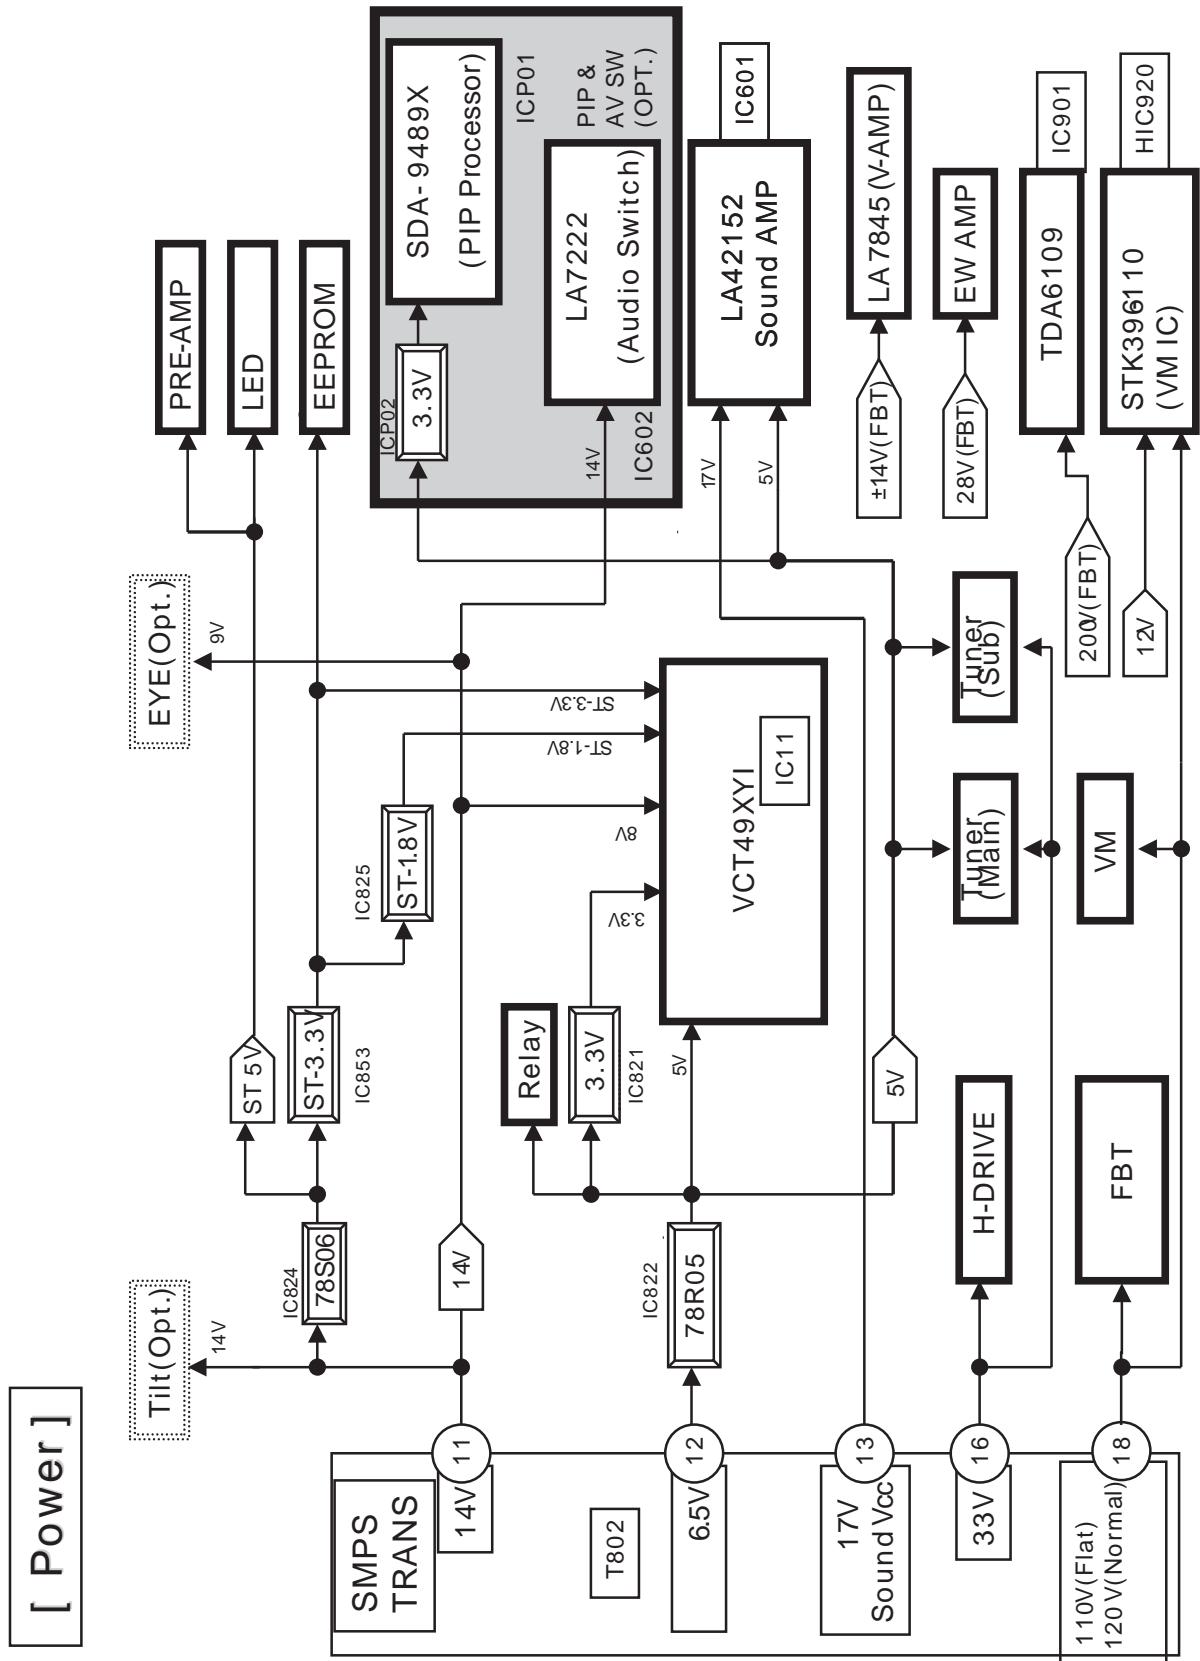 [ Power ]
SMPS
TRANS
14V
11
T802
6.5V
12
17V
Sound Vcc
13
33V
16
110V(Flat)
120V(Normal)
18
Tilt(Opt.)
14V
IC824
78S06
14V
IC822
78R05
H-DRIVE
FBT
ST 5V
ST-3.3V
IC853
Relay
3.3V
IC821
5V
5V
IC825
ST-1.8V
3.3V
8V
ST-1.8V
ST-3.3V
VCT49XYI
IC11
Tuner
(Main)
VM
EYE(Opt.)
9V
Tuner
(Sub)
200V(FBT)
12V
PRE-AMP
LED
EEPROM
ICP02
3.3V
SDA-9489X
(PIP Processor)
ICP01
14V
LA7222
(Audio Switch)
IC602
PIP &
AV SW
(OPT.)
17V
5V
LA42152
Sound AMP
IC601
±14V(FBT)
LA7845(V-AMP)
28V(FBT)
EW AMP
TDA6109
IC901
(VM IC)
HIC920